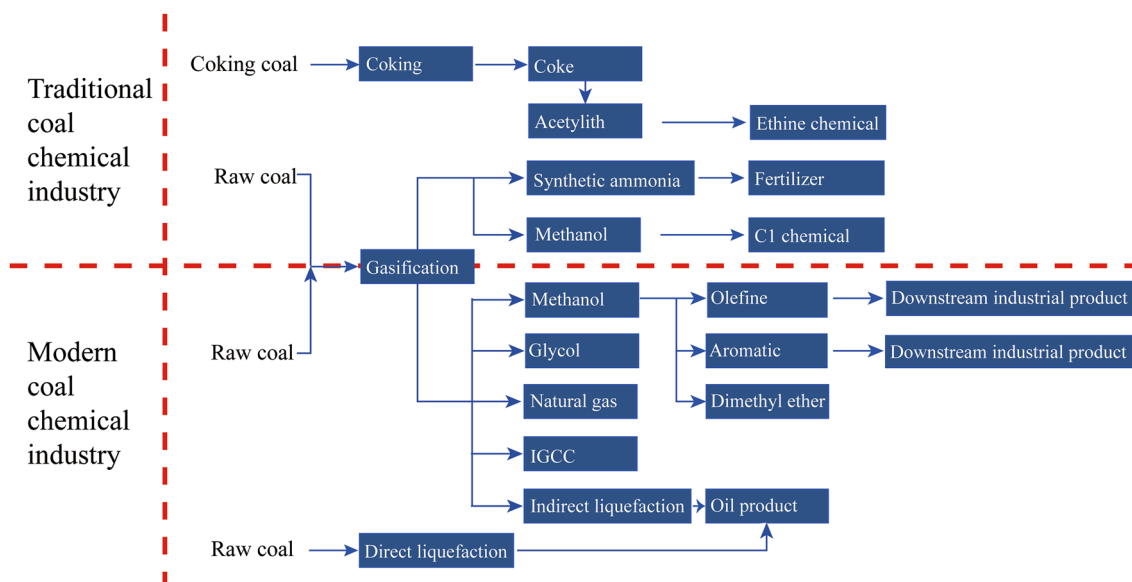 Traditional
coal
chemical
industry
Coking coal
Coking
Coke
Acetylith
Ethine chemical
Raw coal
Synthetic ammonia
Fertilizer
Methanol
C1 chemical
Gasification
Modern
coal
chemical
industry
Raw coal
Methanol
Olefine
Downstream industrial product
Glycol
Aromatic
Downstream industrial product
Natural gas
Dimethyl ether
IGCC
Indirect liquefaction
Oil product
Raw coal
Direct liquefaction